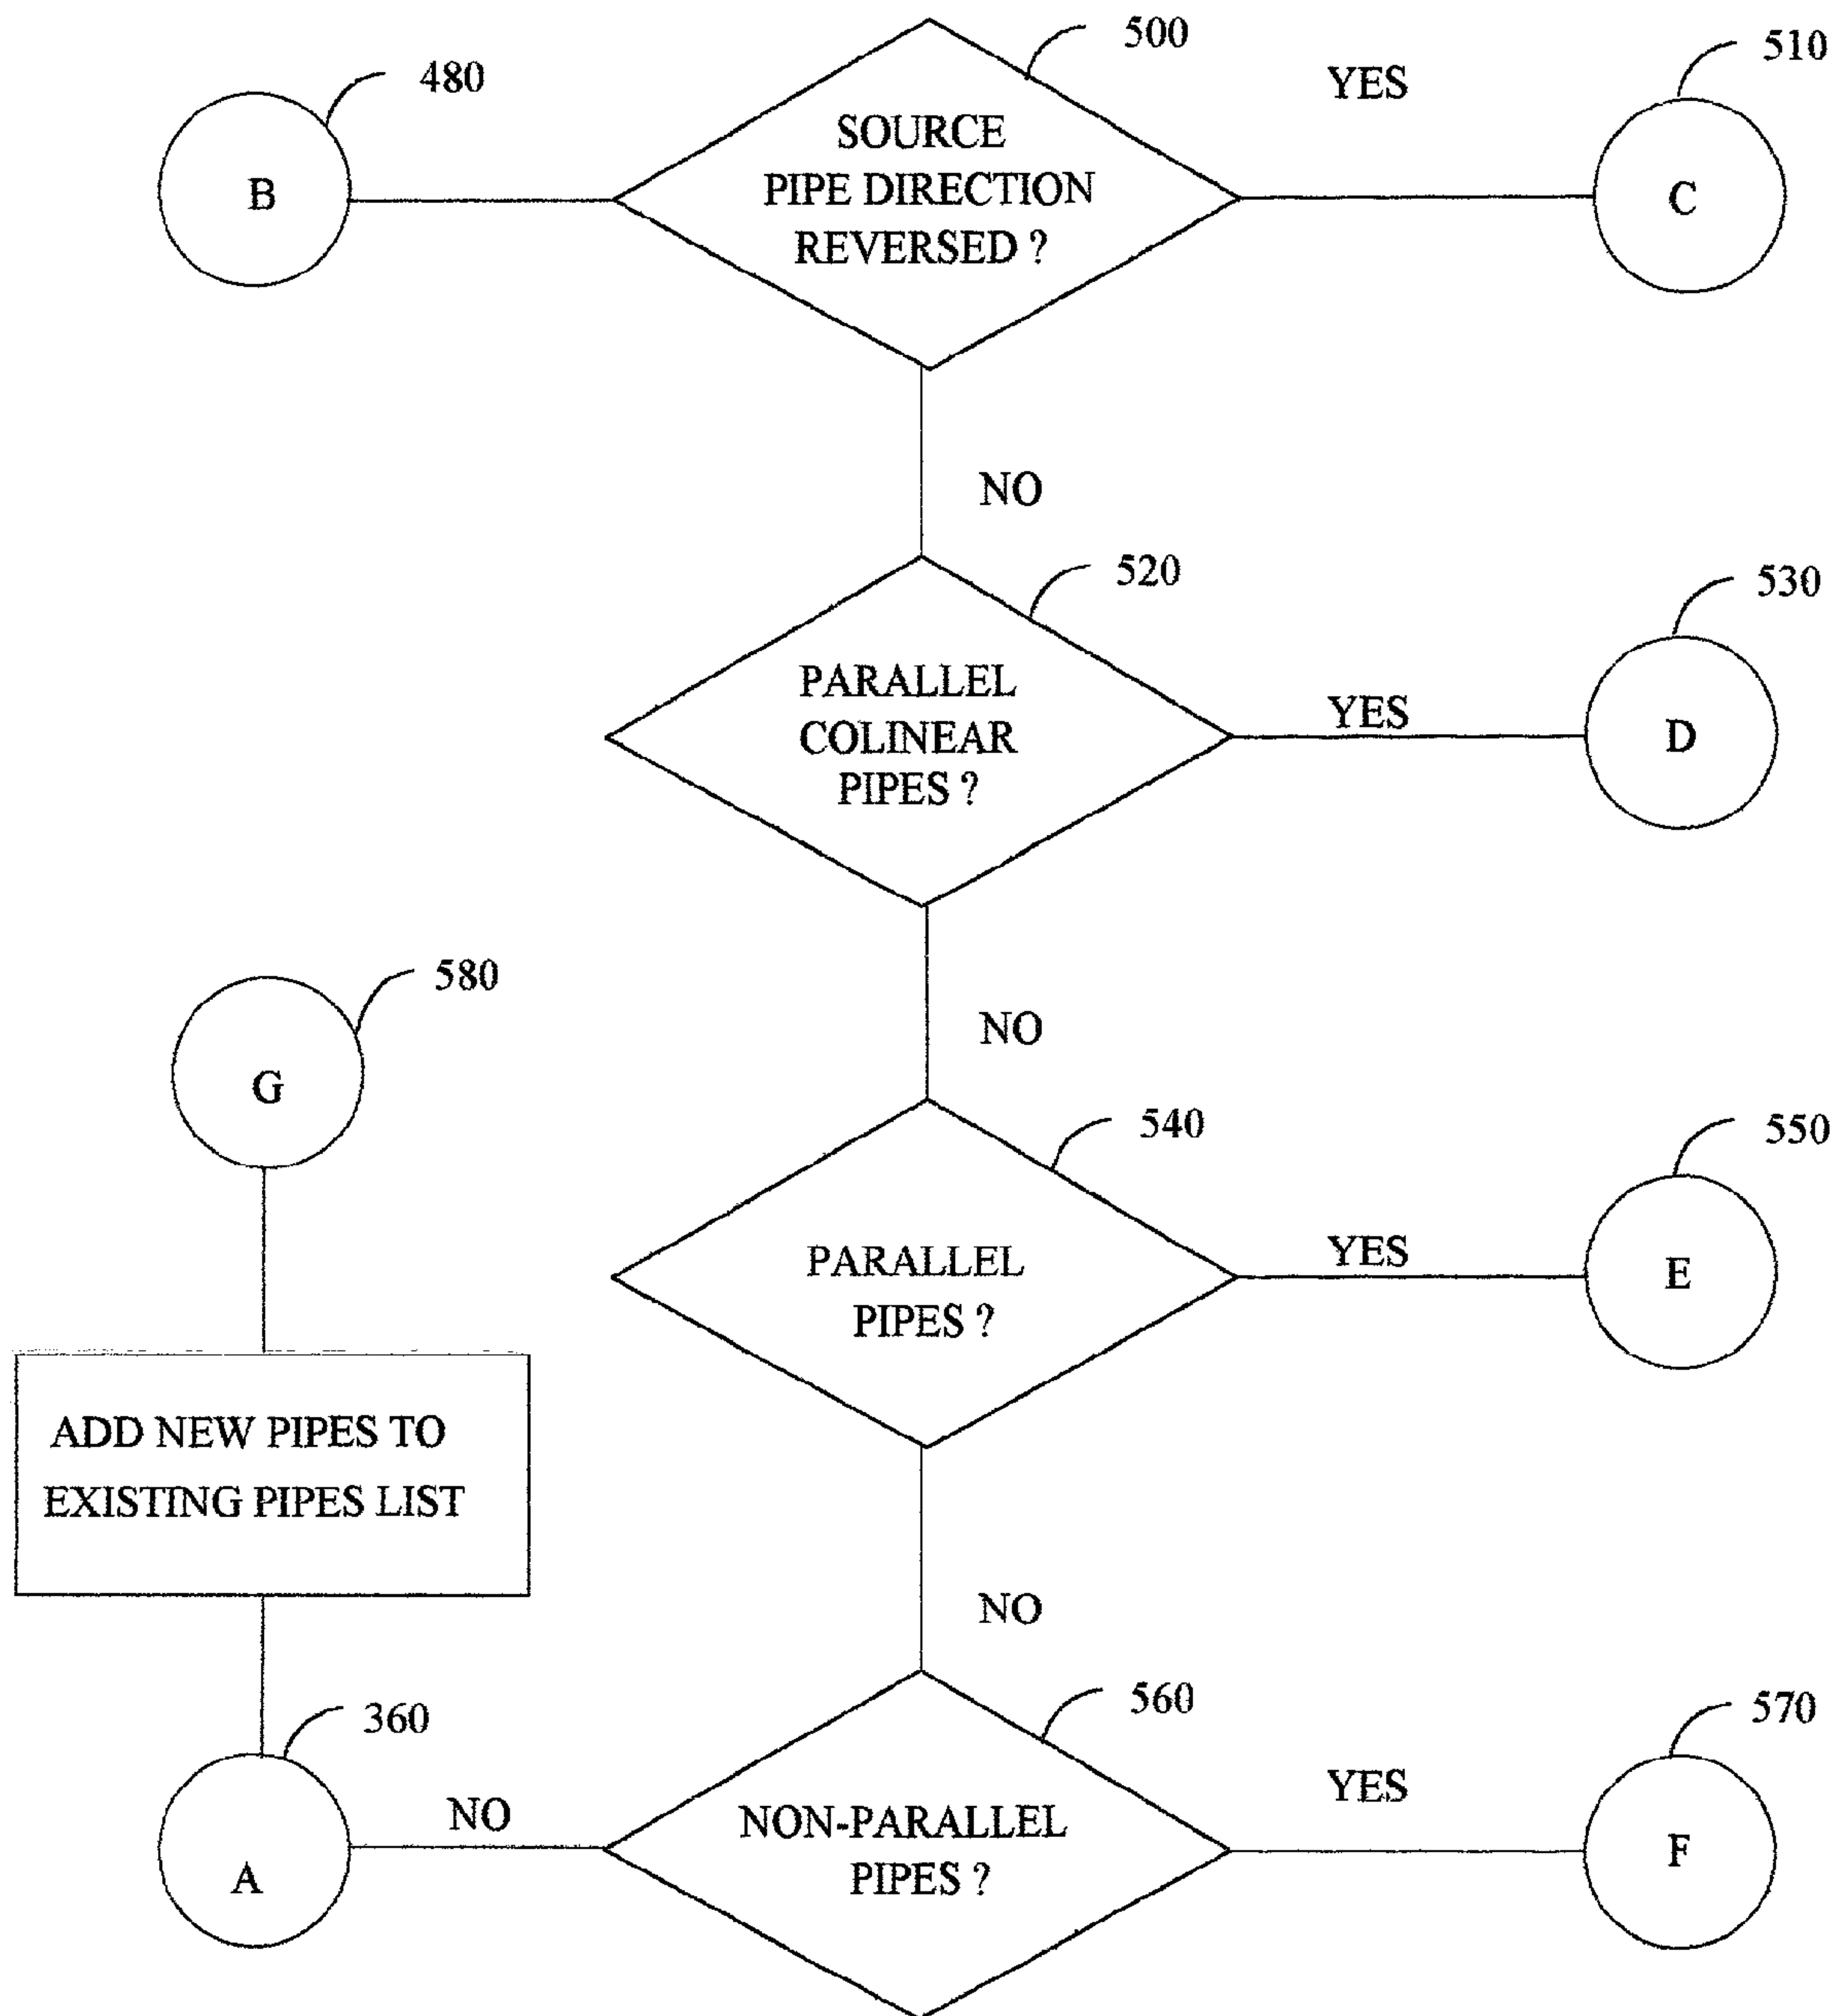 500
YES
510
480
SOURCE
PIPE DIRECTION
REVERSED ?
B
C
NO
520
530
PARALLEL
COLINEAR
PIPES ?
YES
D
580
G
NO
540
550
PARALLEL
PIPES ?
YES
E
ADD NEW PIPES TO
EXISTING PIPES LIST
NO
360
560
570
A
NO
NON-PARALLEL
PIPES ?
YES
F